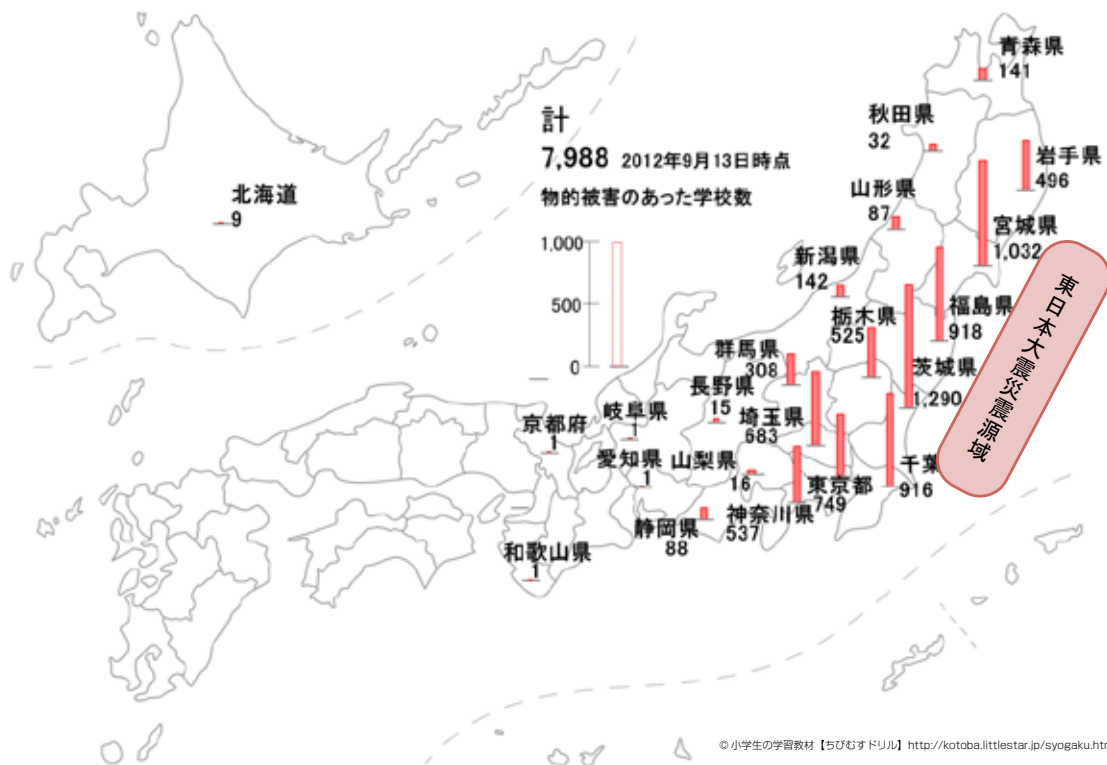 青森県
141
秋田県
32
岩手県
496
計
7,988 2012年9月13日時点
物的被害のあった学校数
北海道
9
山形県
87
宮城県
1,032
1,000
500
0
新潟県
142
東日本大震災震源域
福島県
918
栃木県
525
群馬県
308
茨城県
1,290
長野県
15
埼玉県
683
岐阜県
1
京都府
1
愛知県
1
山梨県
16
千葉
916
東京都
749
神奈川県
537
静岡県
88
和歌山県
1
© 小学生の学習教材【ちびむすドリル】http://kotoba.littlestar.jp/syogaku.htm